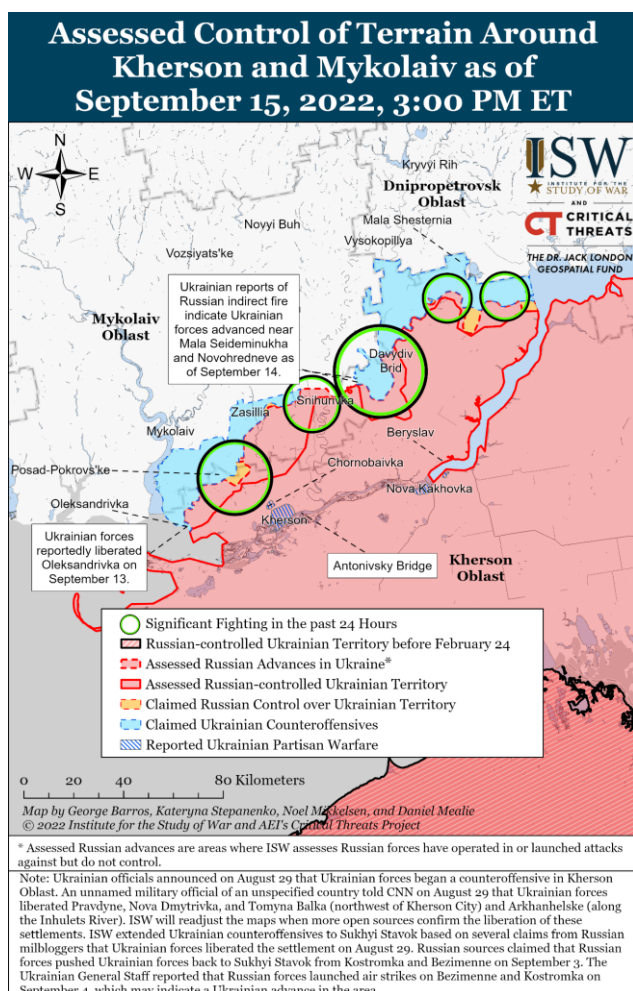 Assessed Control of Terrain Around
Kherson and Mykolaiv as of
September 15, 2022, 3:00 PM ET
N
W
E
S
ISW
INSTITUTE FOR THE
STUDY OF WAR
AND
CT CRITICAL
THREATS
THE DR. JACK LONDON
GEOSPATIAL FUND
Kryvyi Rih
Dnipropetrovsk
Oblast
Mala Shesternia
Novyi Buh
Vysokopillya
Vozsiyats'ke
Ukrainian reports of
Russian indirect fire
indicate Ukrainian
forces advanced near
Mala Seideminukha
and Novohredneve as
of September 14.
Mykolaiv
Oblast
Davydiv
Brid
Snihurivka
Zasillia
Mykolaiv
Beryslav
Posad-Pokrovs'ke
Chornobaivka
Nova Kakhovka
Oleksandrivka
Kherson
Ukrainian forces
reportedly liberated
Oleksandrivka on
September 13.
Antonivsky Bridge
Kherson
Oblast
Significant Fighting in the past 24 Hours
Russian-controlled Ukrainian Territory before February 24
Assessed Russian Advances in Ukraine*
Assessed Russian-controlled Ukrainian Territory
Claimed Russian Control over Ukrainian Territory
Claimed Ukrainian Counteroffensives
Reported Ukrainian Partisan Warfare
0 20 40 80 Kilometers
Map by George Barros, Kateryna Stepanenko, Noel Mikkelsen, and Daniel Mealie
© 2022 Institute for the Study of War and AEI's Critical Threats Project
* Assessed Russian advances are areas where ISW assesses Russian forces have operated in or launched attacks
against but do not control.
Note: Ukrainian officials announced on August 29 that Ukrainian forces began a counteroffensive in Kherson
Oblast. An unnamed military official of an unspecified country told CNN on August 29 that Ukrainian forces
liberated Pravdyne, Nova Dmytrivka, and Tomyna Balka (northwest of Kherson City) and Arkhanhelske (along
the Inhulets River). ISW will readjust the maps when more open sources confirm the liberation of these
settlements. ISW extended Ukrainian counteroffensives to Sukhyi Stavok based on several claims from Russian
milbloggers that Ukrainian forces liberated the settlement on August 29. Russian sources claimed that Russian
forces pushed Ukrainian forces back to Sukhyi Stavok from Kostromka and Bezimenne on September 3. The
Ukrainian General Staff reported that Russian forces launched air strikes on Bezimenne and Kostromka on
September 4, which may indicate a Ukrainian advance in the area.